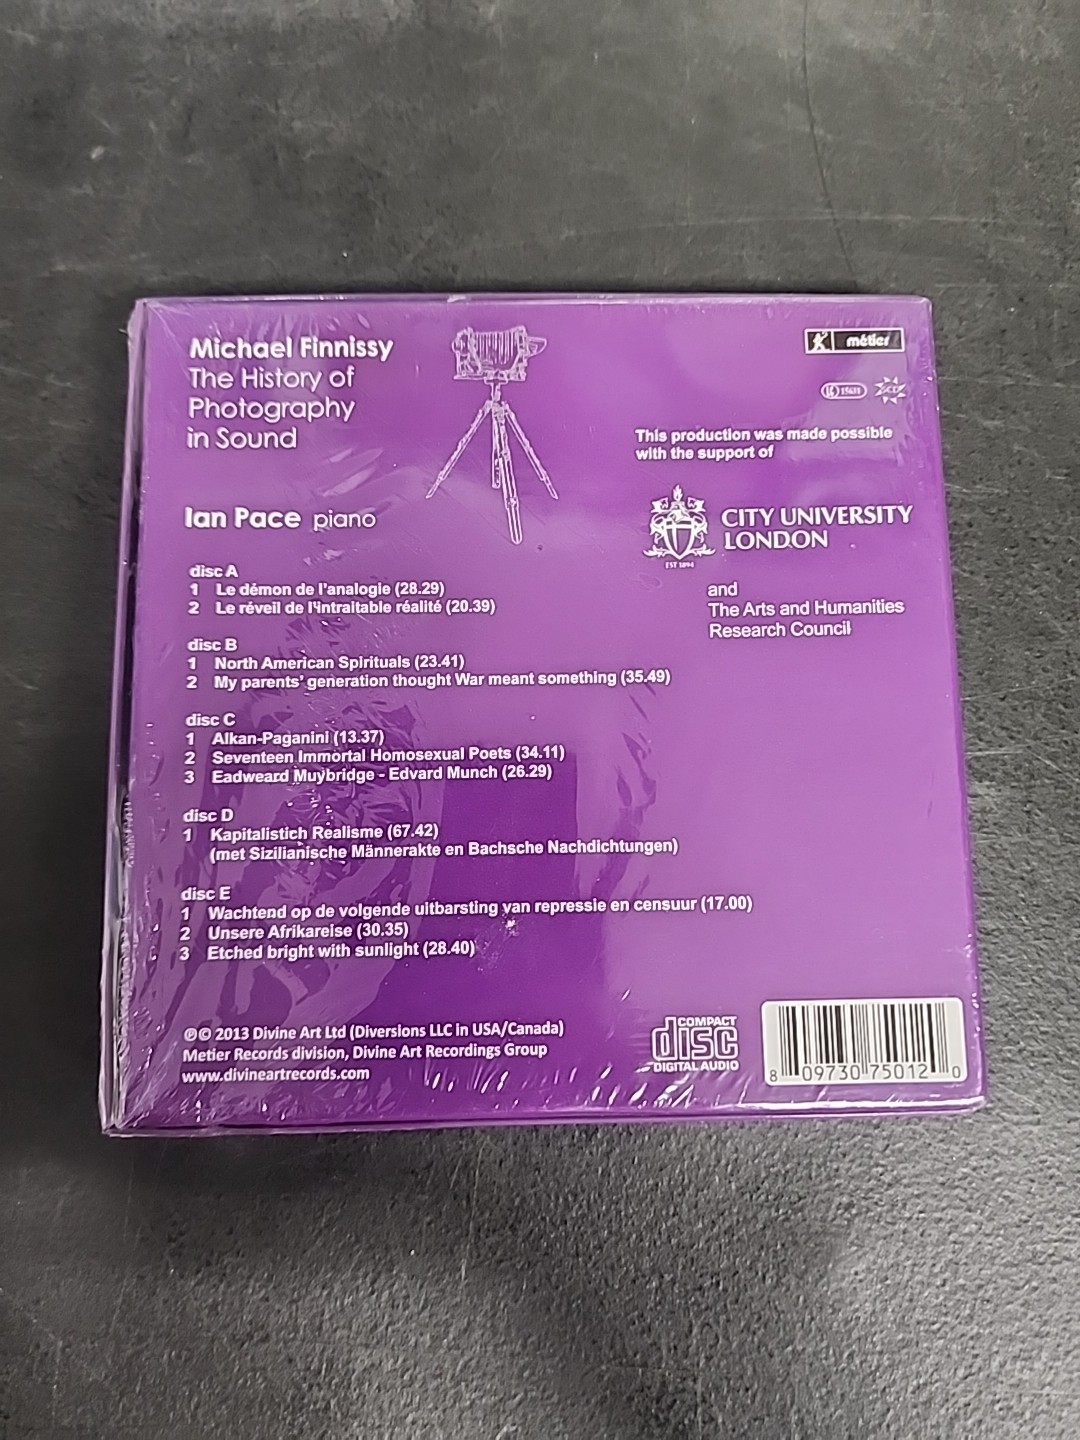 Michael Finnissy
The History of
Photography
in Sound
métier
LC 15631
5CD
This production was made possible
with the support of
CITY UNIVERSITY
LONDON
EST 1894
Ian Pace piano
and
The Arts and Humanities
Research Council
disc A
1 Le démon de l'analogie (28.29)
2 Le réveil de l'intraitable réalité (20.39)
disc B
1 North American Spirituals (23.41)
2 My parents' generation thought War meant something (35.49)
disc C
1 Alkan-Paganini (13.37)
2 Seventeen Immortal Homosexual Poets (34.11)
3 Eadweard Muybridge - Edvard Munch (26.29)
disc D
1 Kapitalistich Realisme (67.42)
(met Sizilianische Männerakte en Bachsche Nachdichtungen)
disc E
1 Wachtend op de volgende uitbarsting van repressie en censuur (17.00)
2 Unsere Afrikareise (30.35)
3 Etched bright with sunlight (28.40)
℗© 2013 Divine Art Ltd (Diversions LLC in USA/Canada)
Metier Records division, Divine Art Recordings Group
www.divineartrecords.com
COMPACT
disc
DIGITAL AUDIO
8 09730 75012 0